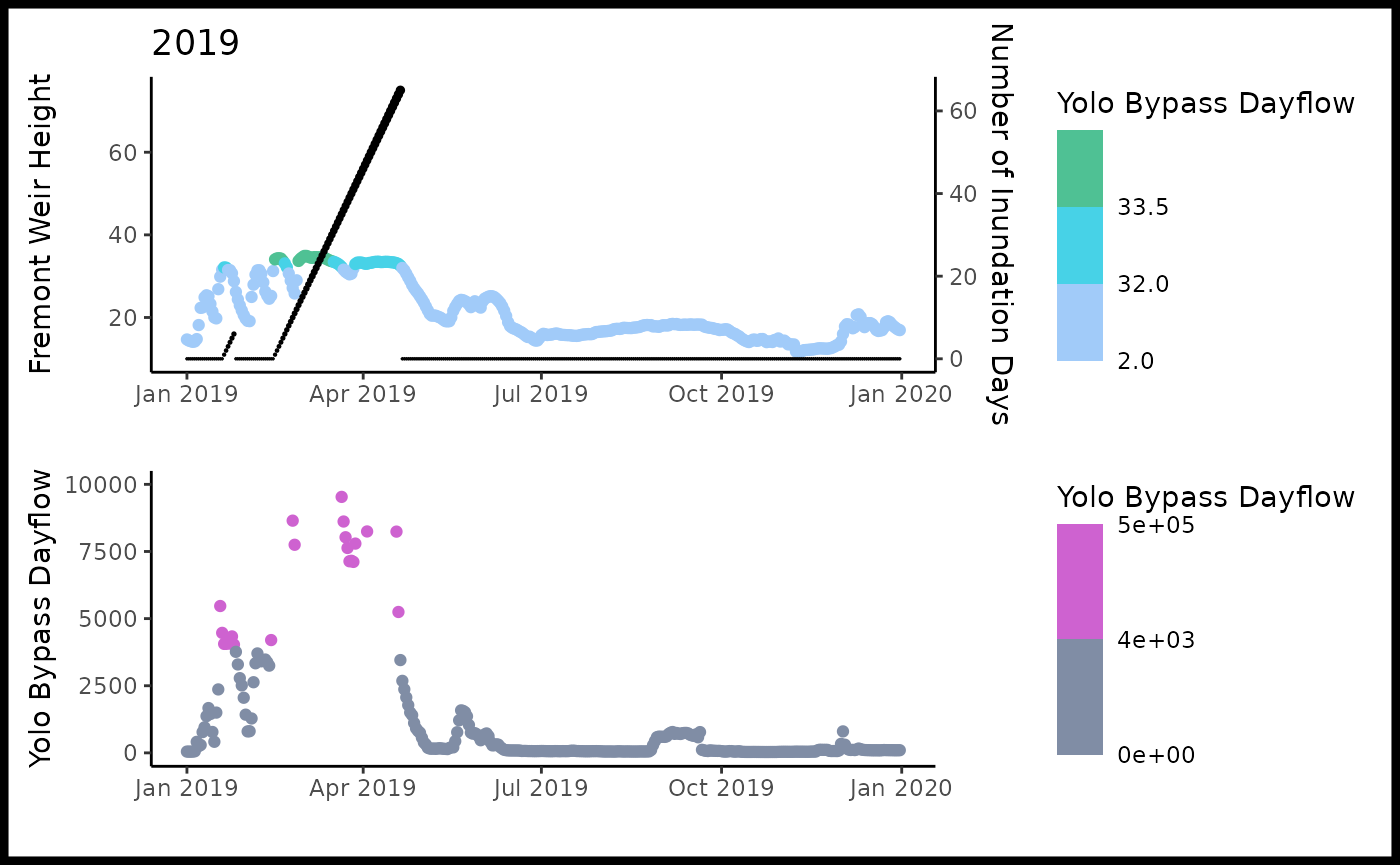 2019
Fremont Weir Height
60
40
20
60
40
20
0
Number of Inundation Days
Jan 2019 Apr 2019 Jul 2019 Oct 2019 Jan 2020
Yolo Bypass Dayflow
33.5
32.0
2.0
Yolo Bypass Dayflow
10000
7500
5000
2500
0
Jan 2019 Apr 2019 Jul 2019 Oct 2019 Jan 2020
Yolo Bypass Dayflow
5e+05
4e+03
0e+00